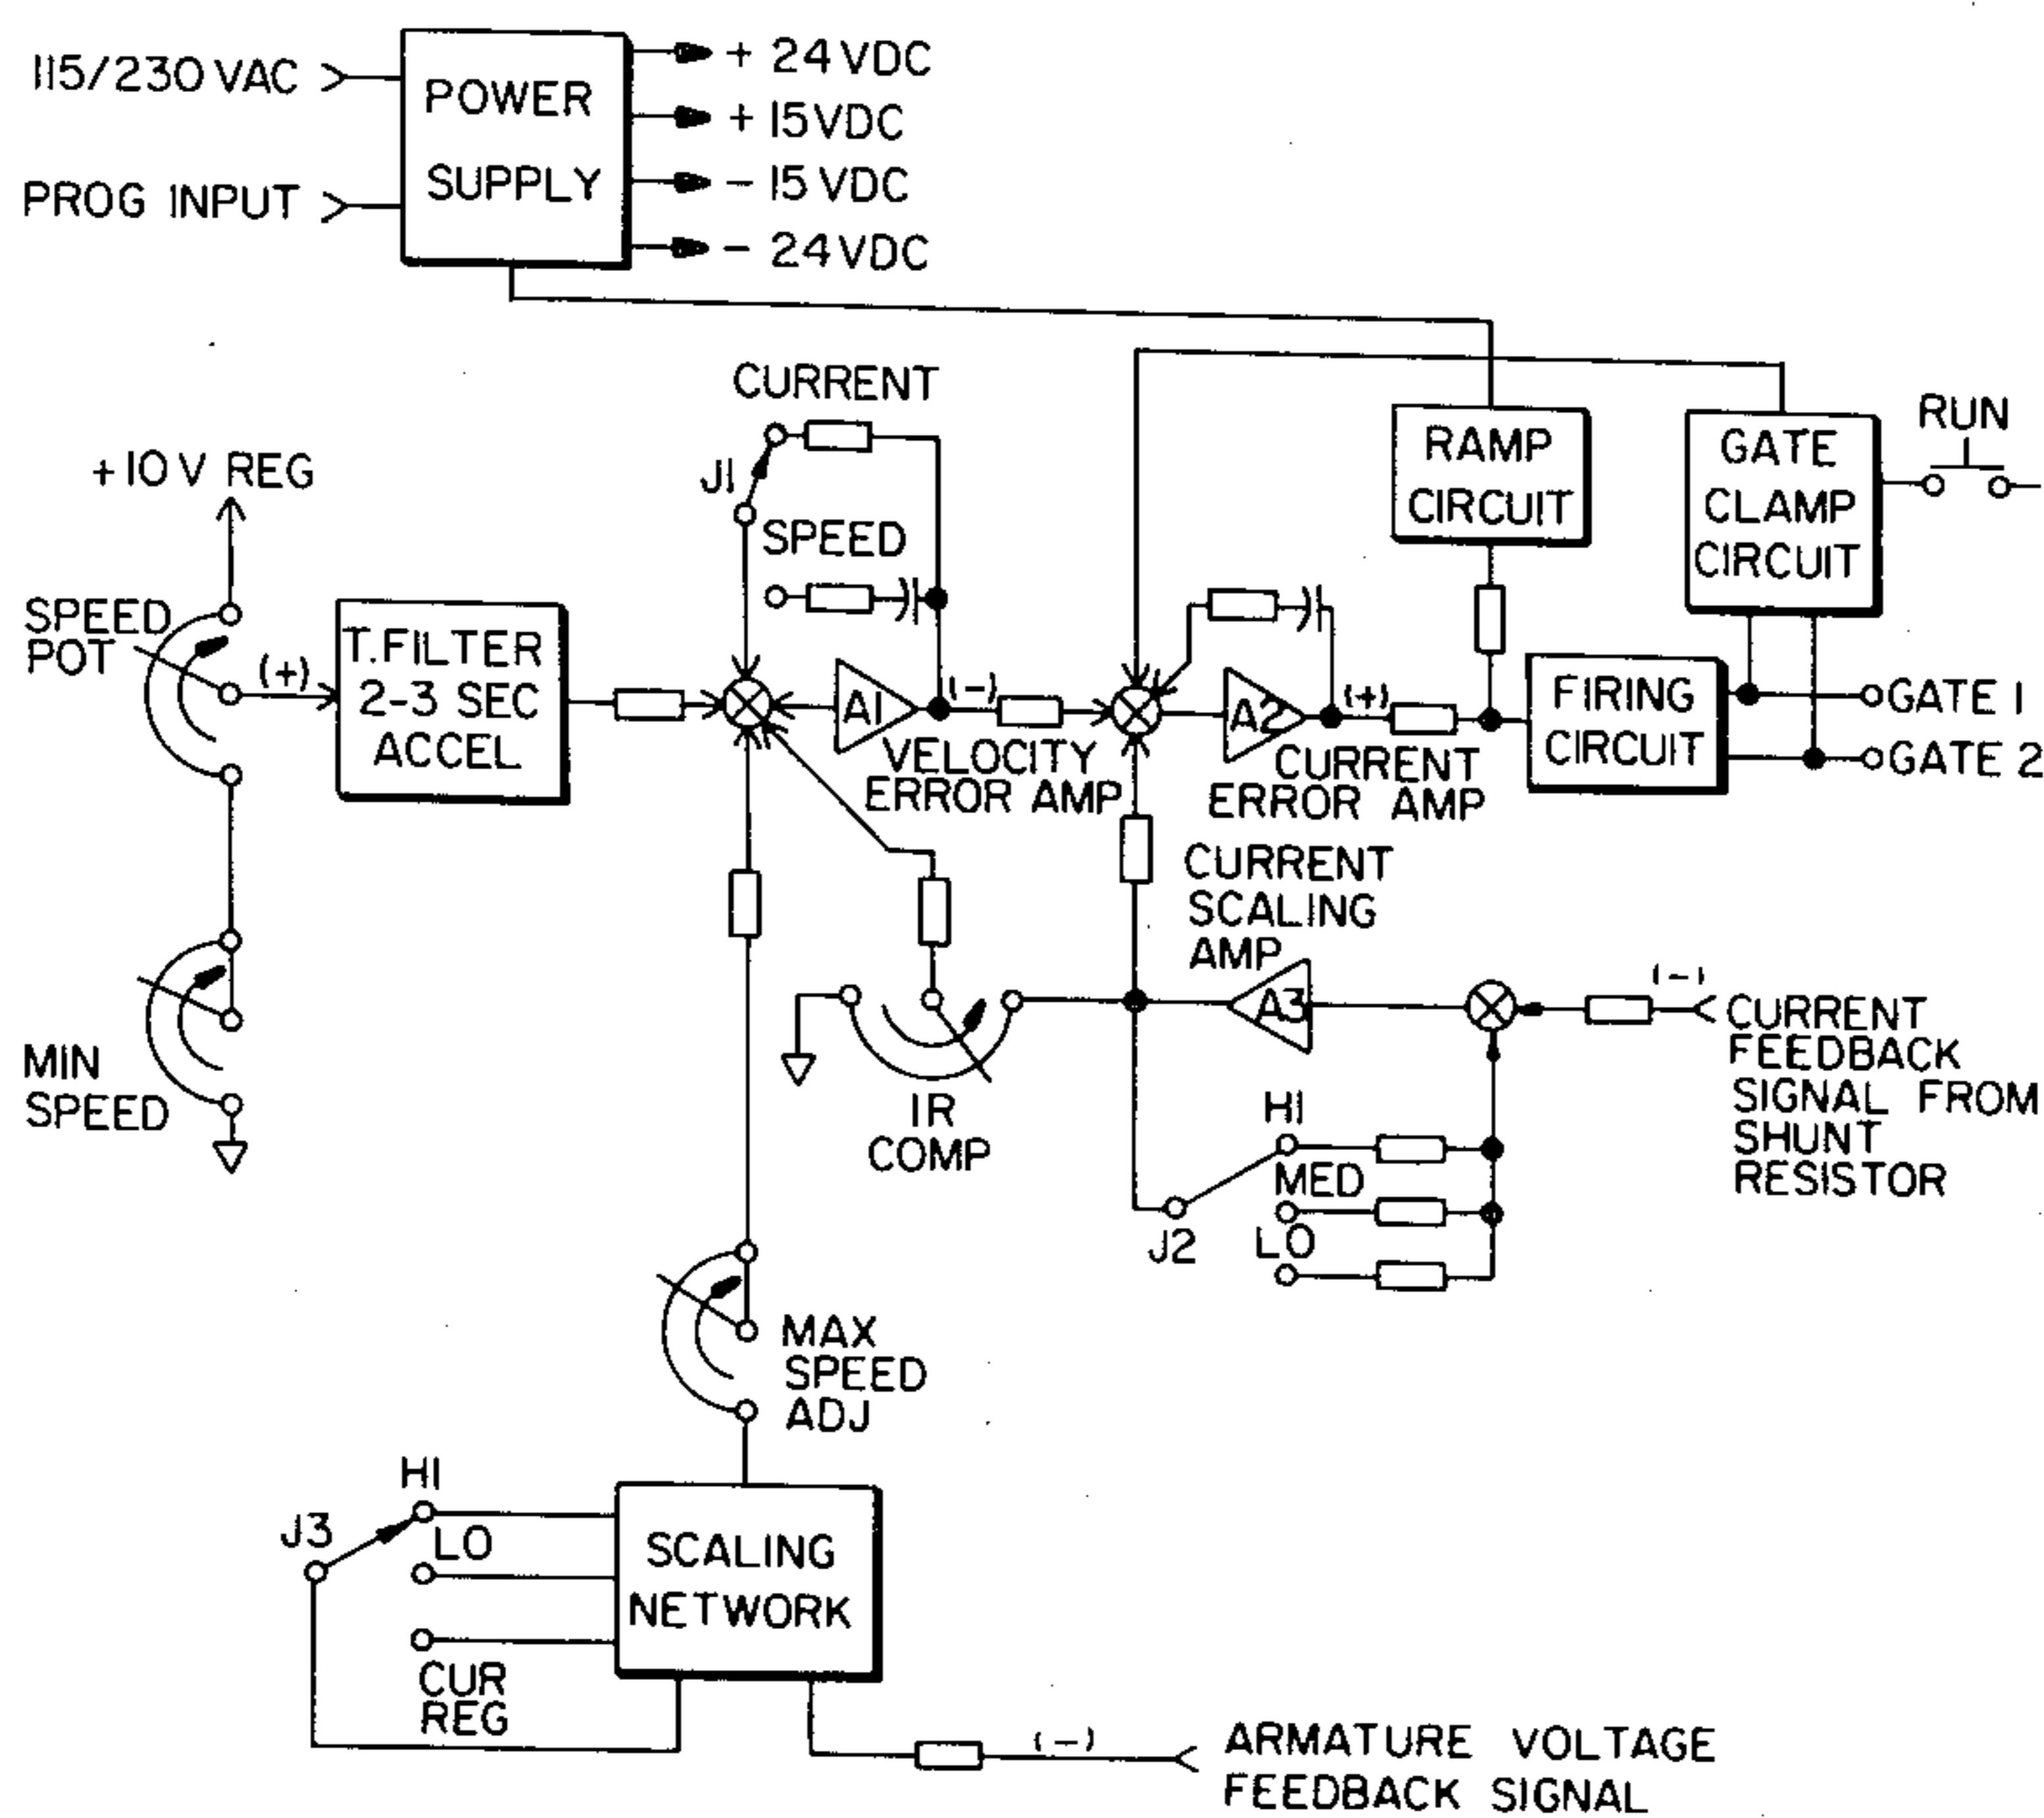 115/230 VAC
PROG INPUT
POWER
SUPPLY
+ 24 VDC
+ 15 VDC
- 15 VDC
- 24 VDC
CURRENT
J1
SPEED
+10 V REG
SPEED
POT
(+)
T. FILTER
2-3 SEC
ACCEL
MIN
SPEED
A1
(-)
VELOCITY
ERROR AMP
A2
(+)
CURRENT
ERROR AMP
RAMP
CIRCUIT
GATE
CLAMP
CIRCUIT
RUN
FIRING
CIRCUIT
GATE 1
GATE 2
CURRENT
SCALING
AMP
A3
(-)
CURRENT
FEEDBACK
SIGNAL FROM
SHUNT
RESISTOR
IR
COMP
HI
MED
LO
J2
MAX
SPEED
ADJ
HI
J3
LO
CUR
REG
SCALING
NETWORK
(-)
ARMATURE VOLTAGE
FEEDBACK SIGNAL